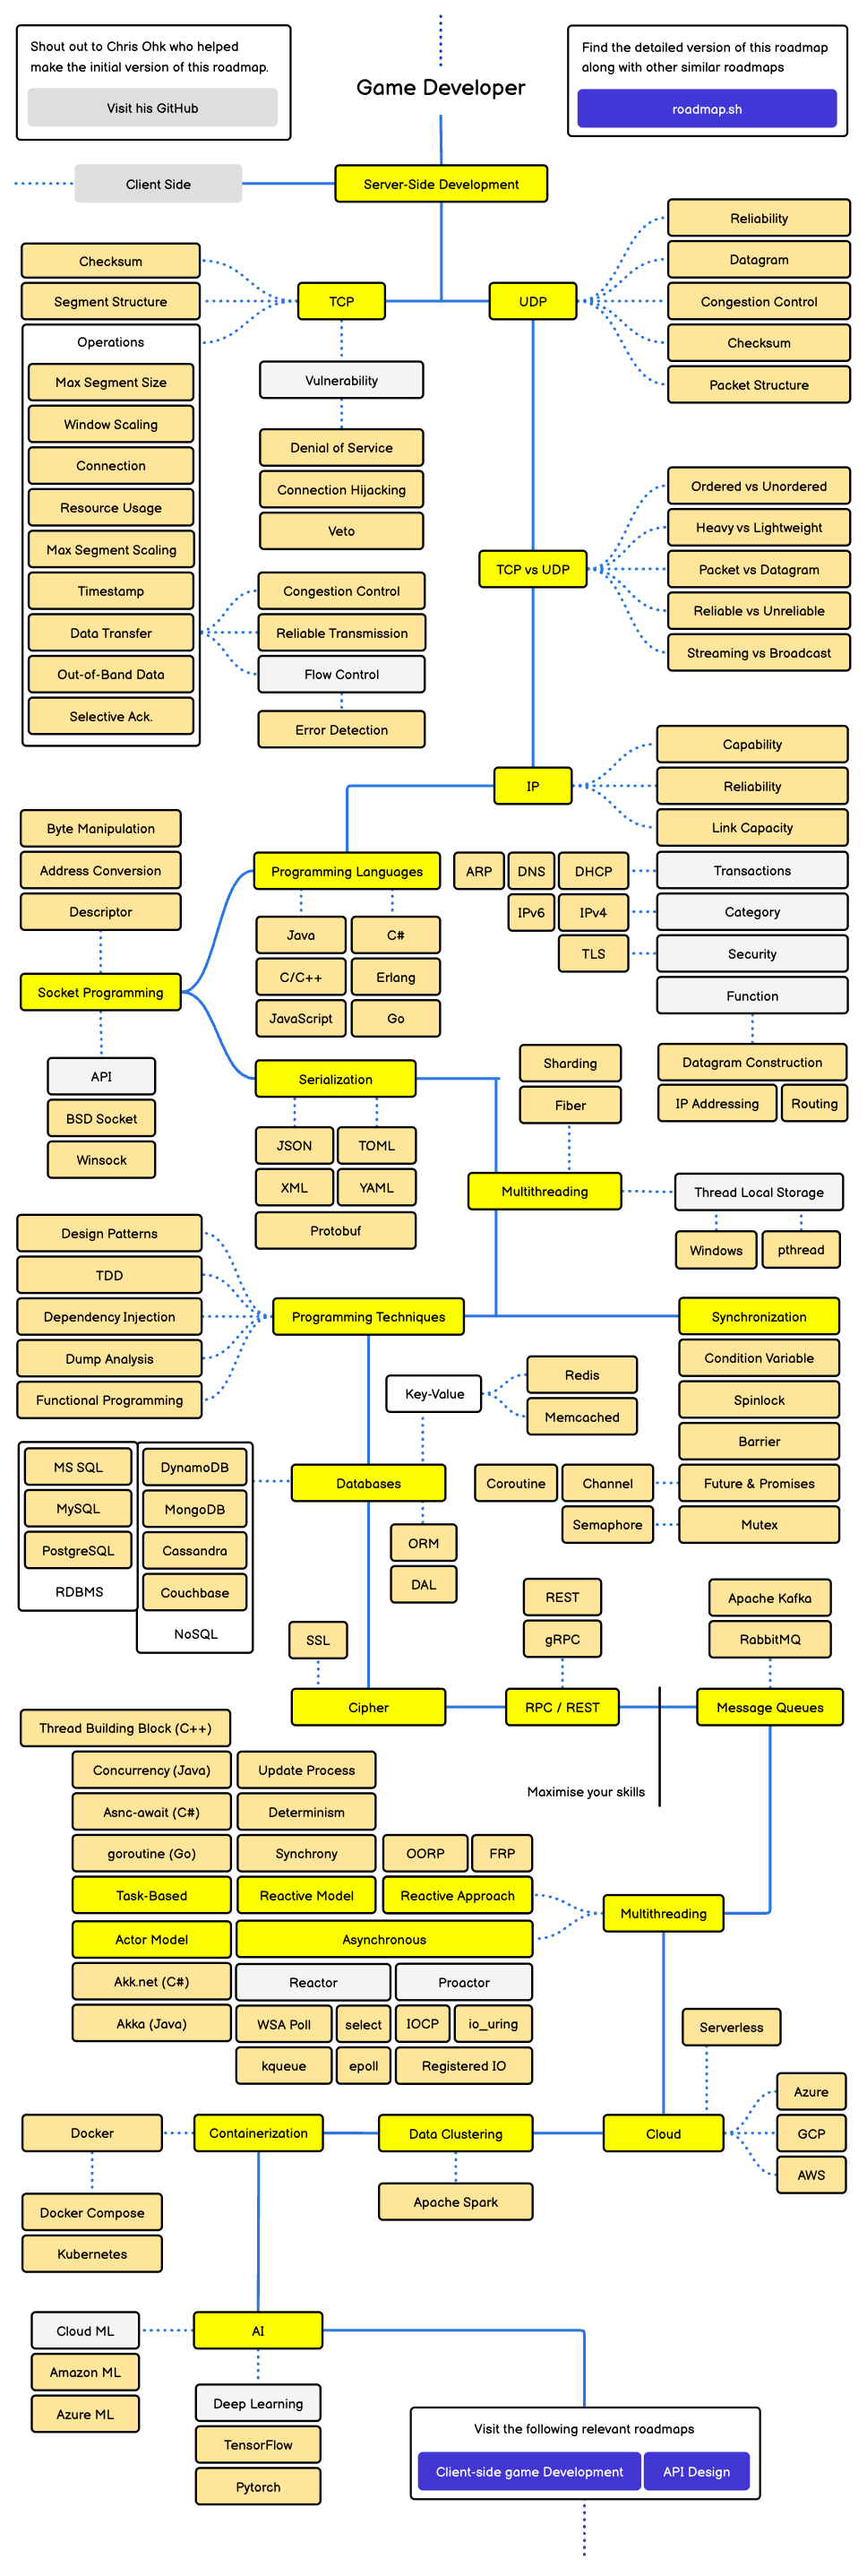 Shout out to Chris Ohk who helped
make the initial version of this roadmap.
Visit his GitHub
Game Developer
Find the detailed version of this roadmap
along with other similar roadmaps
roadmap.sh
Client Side
Server-Side Development
Checksum
Segment Structure
Operations
Max Segment Size
Window Scaling
Connection
Resource Usage
Max Segment Scaling
Timestamp
Data Transfer
Out-of-Band Data
Selective Ack.
TCP
Vulnerability
Denial of Service
Connection Hijacking
Veto
Congestion Control
Reliable Transmission
Flow Control
Error Detection
UDP
Reliability
Datagram
Congestion Control
Checksum
Packet Structure
TCP vs UDP
Ordered vs Unordered
Heavy vs Lightweight
Packet vs Datagram
Reliable vs Unreliable
Streaming vs Broadcast
IP
Capability
Reliability
Link Capacity
ARP
DNS
DHCP
Transactions
IPv6
IPv4
Category
TLS
Security
Function
Datagram Construction
IP Addressing
Routing
Programming Languages
Java
C#
C/C++
Erlang
JavaScript
Go
Byte Manipulation
Address Conversion
Descriptor
Socket Programming
API
BSD Socket
Winsock
Serialization
JSON
TOML
XML
YAML
Protobuf
Sharding
Fiber
Multithreading
Thread Local Storage
Windows
pthread
Design Patterns
TDD
Dependency Injection
Dump Analysis
Functional Programming
Programming Techniques
Synchronization
Condition Variable
Spinlock
Barrier
Coroutine
Channel
Future & Promises
Semaphore
Mutex
Key-Value
Redis
Memcached
Databases
MS SQL
MySQL
PostgreSQL
RDBMS
DynamoDB
MongoDB
Cassandra
Couchbase
NoSQL
ORM
DAL
SSL
Cipher
REST
gRPC
RPC / REST
Apache Kafka
RabbitMQ
Message Queues
Maximise your skills
Thread Building Block (C++)
Concurrency (Java)
Update Process
Asnc-await (C#)
Determinism
goroutine (Go)
Synchrony
OORP
FRP
Task-Based
Reactive Model
Reactive Approach
Multithreading
Actor Model
Asynchronous
Akk.net (C#)
Reactor
Proactor
Akka (Java)
WSA Poll
select
IOCP
io_uring
kqueue
epoll
Registered IO
Serverless
Azure
GCP
AWS
Cloud
Data Clustering
Apache Spark
Containerization
Docker
Docker Compose
Kubernetes
Cloud ML
Amazon ML
Azure ML
AI
Deep Learning
TensorFlow
Pytorch
Visit the following relevant roadmaps
Client-side game Development
API Design